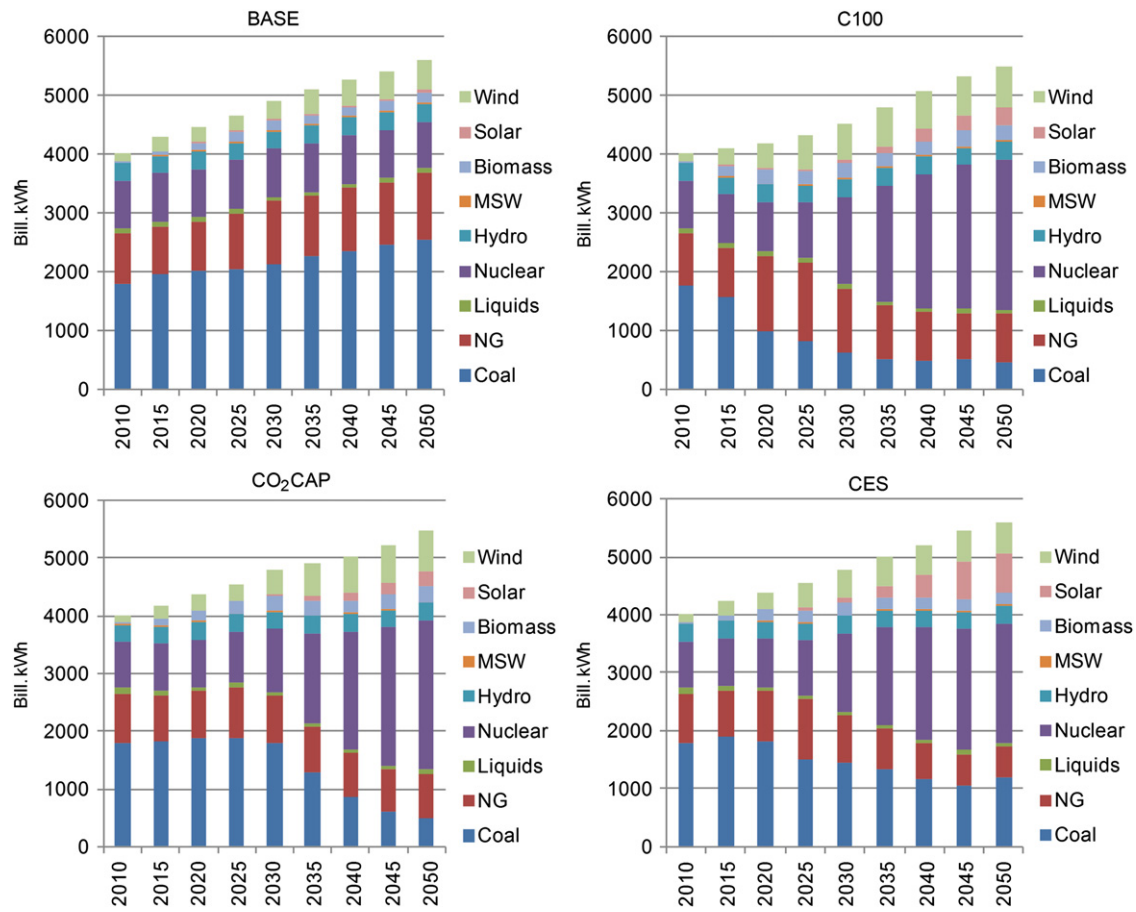 BASE
6000
5000
4000
3000
2000
1000
0
Bill. kWh
Wind
Solar
Biomass
MSW
Hydro
Nuclear
Liquids
NG
Coal
2010
2015
2020
2025
2030
2035
2040
2045
2050
C100
6000
5000
4000
3000
2000
1000
0
Wind
Solar
Biomass
MSW
Hydro
Nuclear
Liquids
NG
Coal
2010
2015
2020
2025
2030
2035
2040
2045
2050
CO₂CAP
6000
5000
4000
3000
2000
1000
0
Bill. kWh
Wind
Solar
Biomass
MSW
Hydro
Nuclear
Liquids
NG
Coal
2010
2015
2020
2025
2030
2035
2040
2045
2050
CES
6000
5000
4000
3000
2000
1000
0
Bill. kWh
Wind
Solar
Biomass
MSW
Hydro
Nuclear
Liquids
NG
Coal
2010
2015
2020
2025
2030
2035
2040
2045
2050